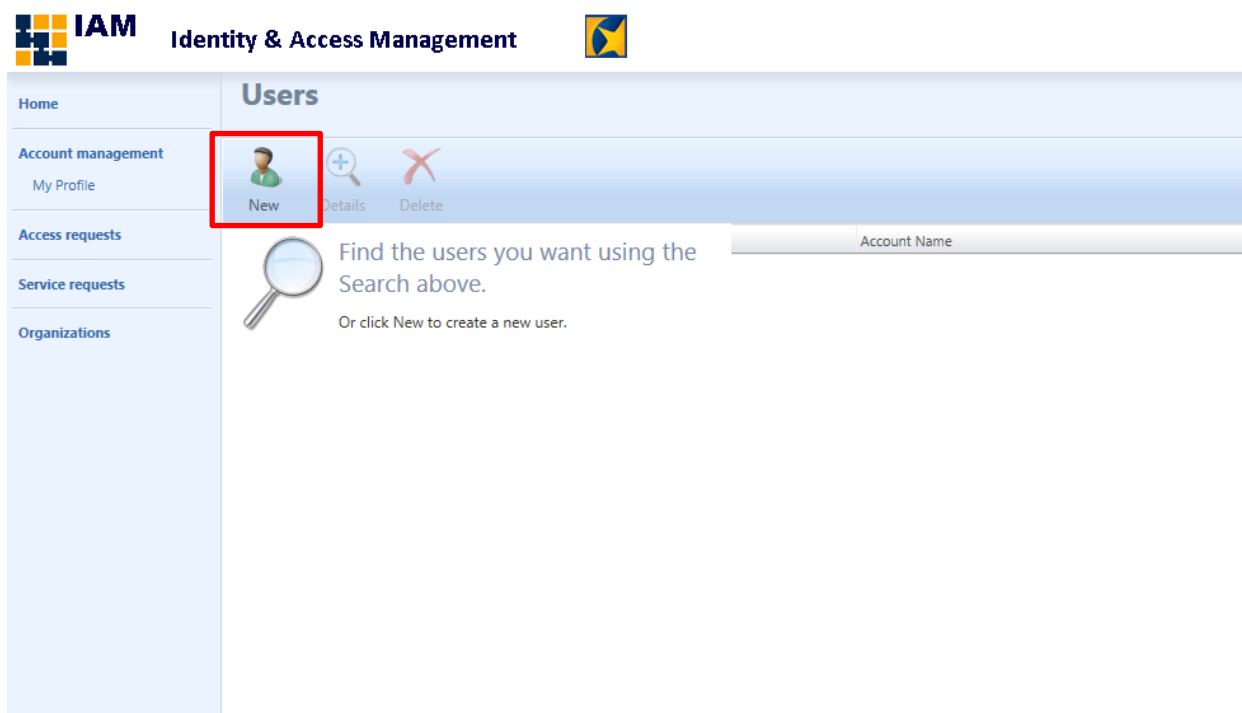 IAM
Identity & Access Management
Home
Account management
My Profile
Access requests
Service requests
Organizations
Users
New
Details
Delete
Account Name
Find the users you want using the
Search above.
Or click New to create a new user.